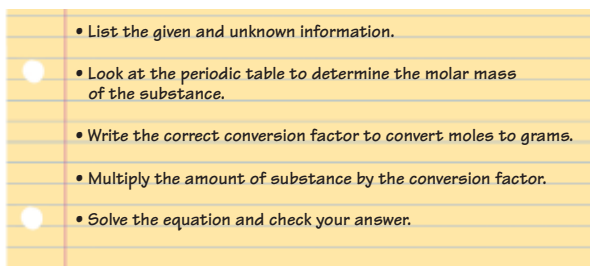 • List the given and unknown information.
• Look at the periodic table to determine the molar mass
of the substance.
• Write the correct conversion factor to convert moles to grams.
• Multiply the amount of substance by the conversion factor.
• Solve the equation and check your answer.